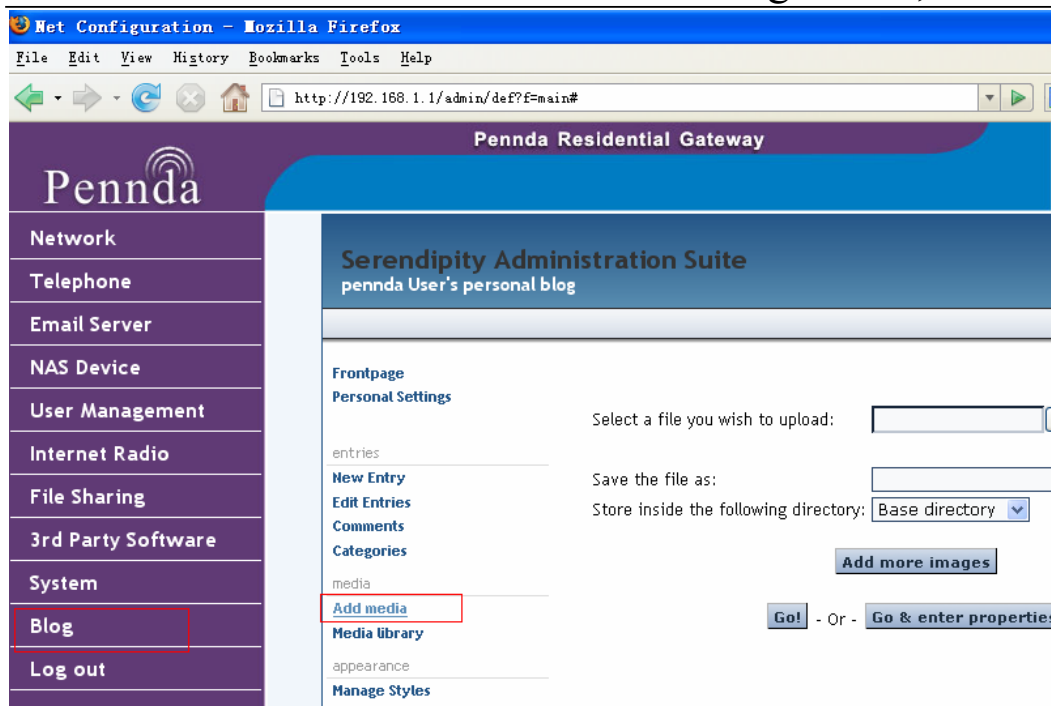 Net Configuration - Mozilla Firefox
File Edit View History Bookmarks Tools Help
http://192.168.1.1/admin/def?f=main#
Pennda Residential Gateway
Pennda
Network
Telephone
Email Server
NAS Device
User Management
Internet Radio
File Sharing
3rd Party Software
System
Blog
Log out
Serendipity Administration Suite
pennda User's personal blog
Frontpage
Personal Settings
entries
New Entry
Edit Entries
Comments
Categories
media
Add media
Media library
appearance
Manage Styles
Select a file you wish to upload:
Save the file as:
Store inside the following directory: Base directory
Add more images
Go! - Or - Go & enter properties